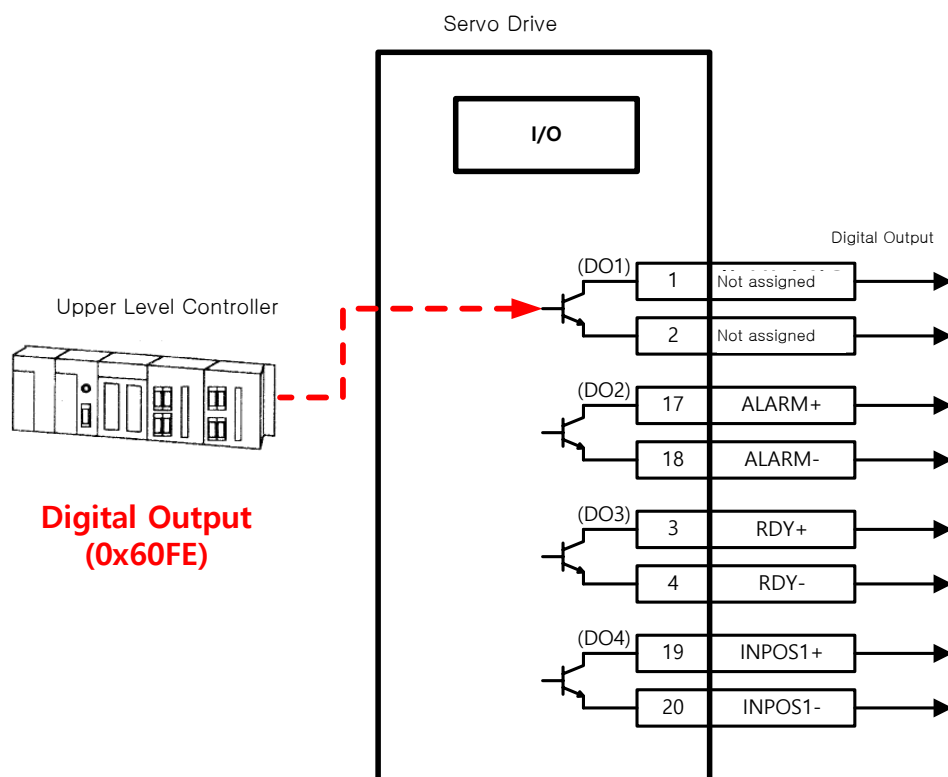 Servo Drive
I/O
Digital Output
(DO1)
1
Not assigned
2
Not assigned
Upper Level Controller
(DO2)
17
ALARM+
18
ALARM-
Digital Output
(0x60FE)
(DO3)
3
RDY+
4
RDY-
(DO4)
19
INPOS1+
20
INPOS1-